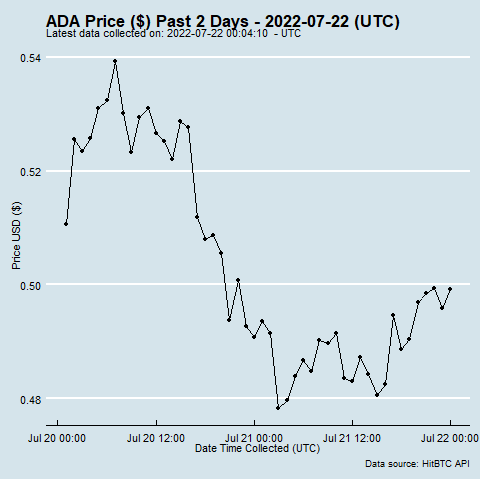 ADA Price ($) Past 2 Days - 2022-07-22 (UTC)
Latest data collected on: 2022-07-22 00:04:10  - UTC
0.54
0.52
0.50
0.48
Price USD ($)
Jul 20 00:00 Jul 20 12:00 Jul 21 00:00 Jul 21 12:00 Jul 22 00:00
Date Time Collected (UTC)
Data source: HitBTC API